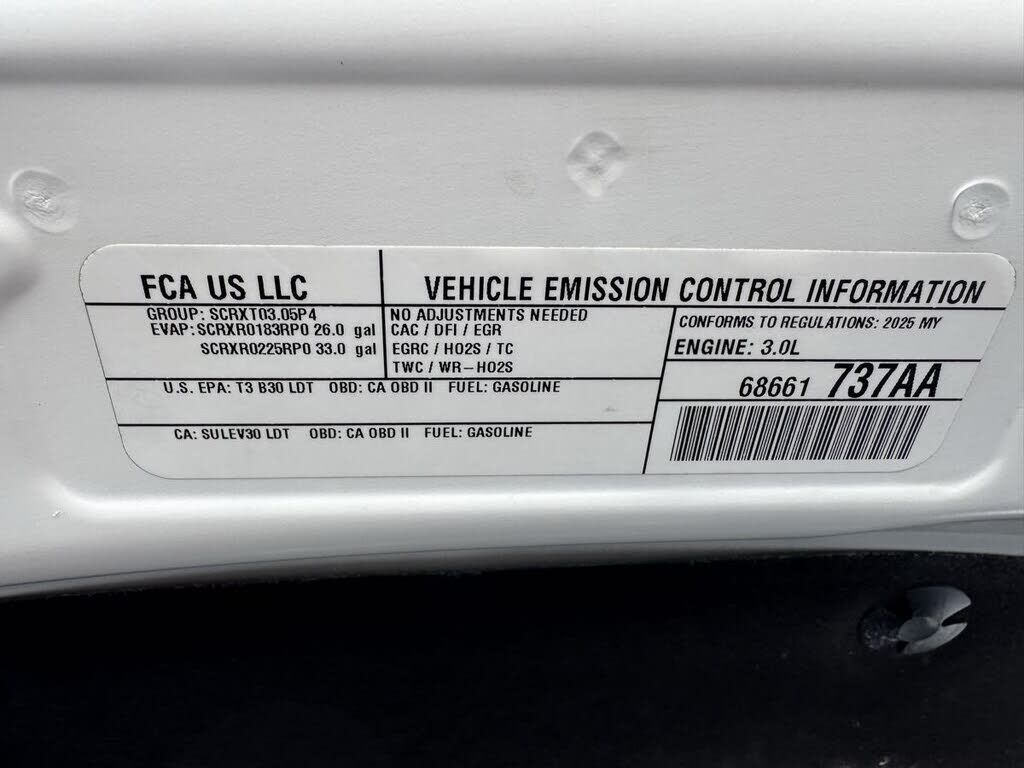 FCA US LLC
VEHICLE EMISSION CONTROL INFORMATION
GROUP: SCRXT03.05P4
EVAP: SCRXR0183RP0 26.0 gal
SCRXR0225RP0 33.0 gal
NO ADJUSTMENTS NEEDED
CAC / DFI / EGR
EGRC / HO2S / TC
TWC / WR-HO2S
CONFORMS TO REGULATIONS: 2025 MY
ENGINE: 3.0L
U.S. EPA: T3 B30 LDT OBD: CA OBD II FUEL: GASOLINE
68661 737AA
CA: SULEV30 LDT OBD: CA OBD II FUEL: GASOLINE